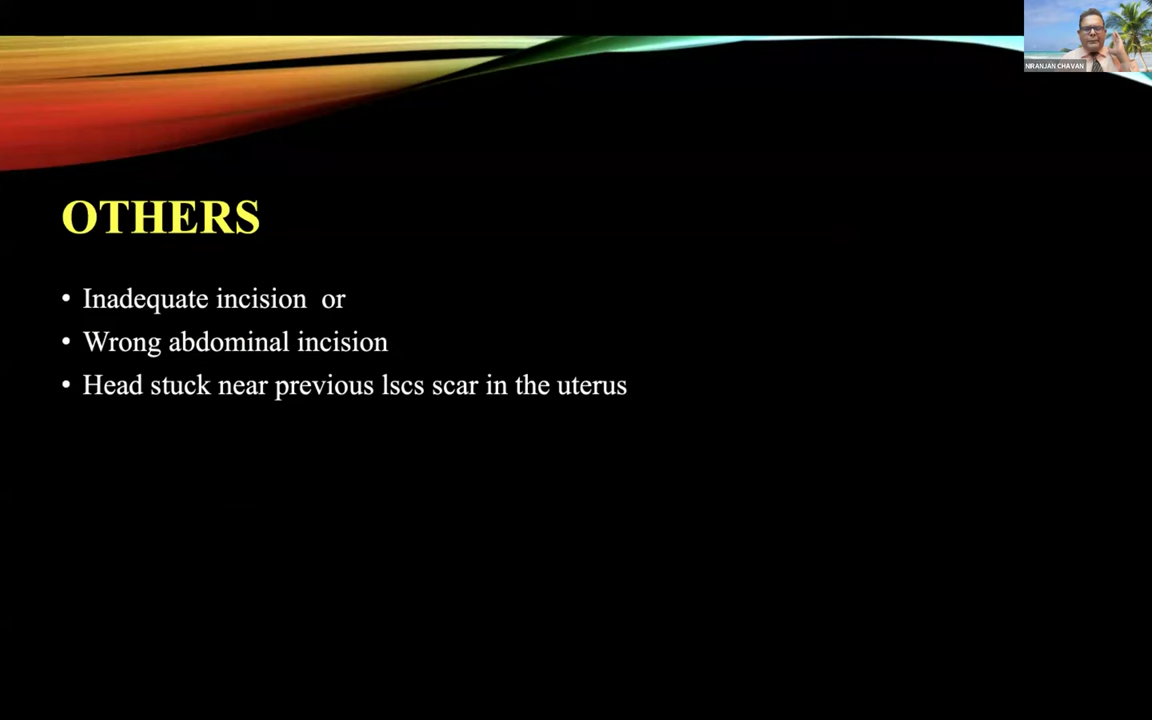 NIRANJAN CHAVAN
OTHERS
• Inadequate incision or
• Wrong abdominal incision
• Head stuck near previous lscs scar in the uterus